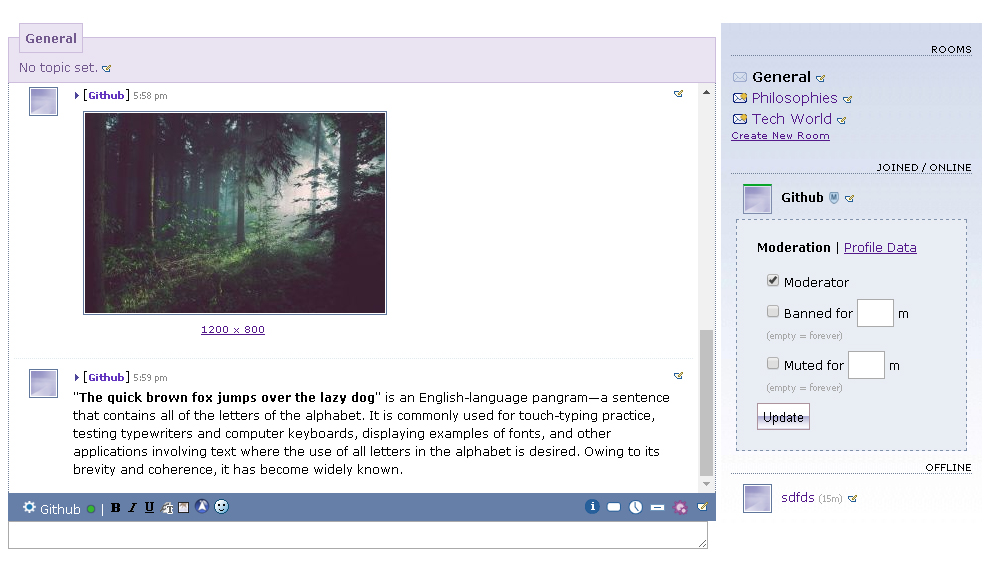 General
No topic set.
[Github] 5:58 pm
1200 x 800
[Github] 5:59 pm
"The quick brown fox jumps over the lazy dog" is an English-language pangram—a sentence
that contains all of the letters of the alphabet. It is commonly used for touch-typing practice,
testing typewriters and computer keyboards, displaying examples of fonts, and other
applications involving text where the use of all letters in the alphabet is desired. Owing to its
brevity and coherence, it has become widely known.
Github | B I U
ROOMS
General
Philosophies
Tech World
Create New Room
JOINED / ONLINE
Github M
Moderation | Profile Data
Moderator
Banned for m
(empty = forever)
Muted for m
(empty = forever)
Update
OFFLINE
sdfds (15m)